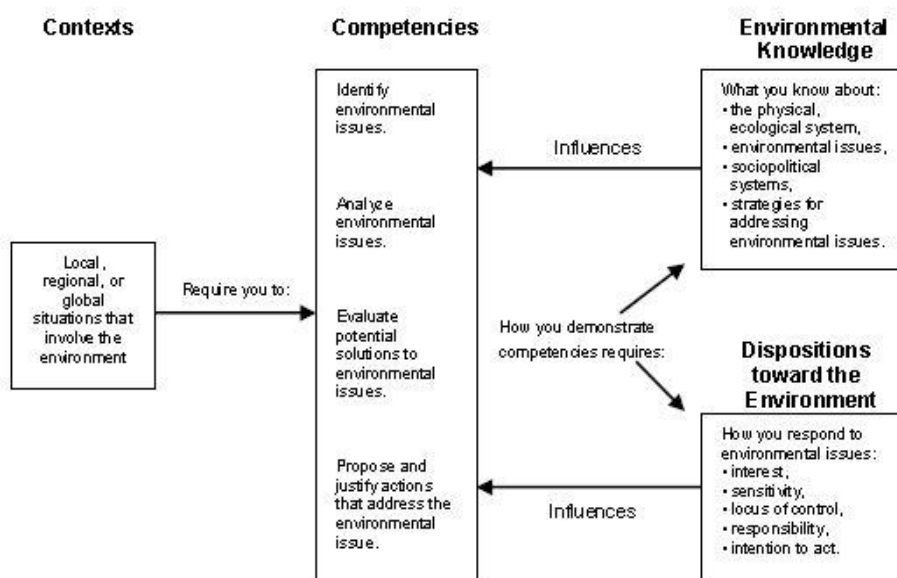 Contexts
Local,
regional, or
global
situations that
involve the
environment
Require you to:
Competencies
Identify
environmental
issues.
Analyze
environmental
issues.
Evaluate
potential
solutions to
environmental
issues.
Propose and
justify actions
that address the
environmental
issue.
Influences
How you demonstrate
competencies requires:
Influences
Environmental
Knowledge
What you know about:
• the physical,
ecological system,
• environmental issues,
• sociopolitical
systems,
• strategies for
addressing
environmental issues.
Dispositions
toward the
Environment
How you respond to
environmental issues:
• interest,
• sensitivity,
• locus of control,
• responsibility,
• intention to act.